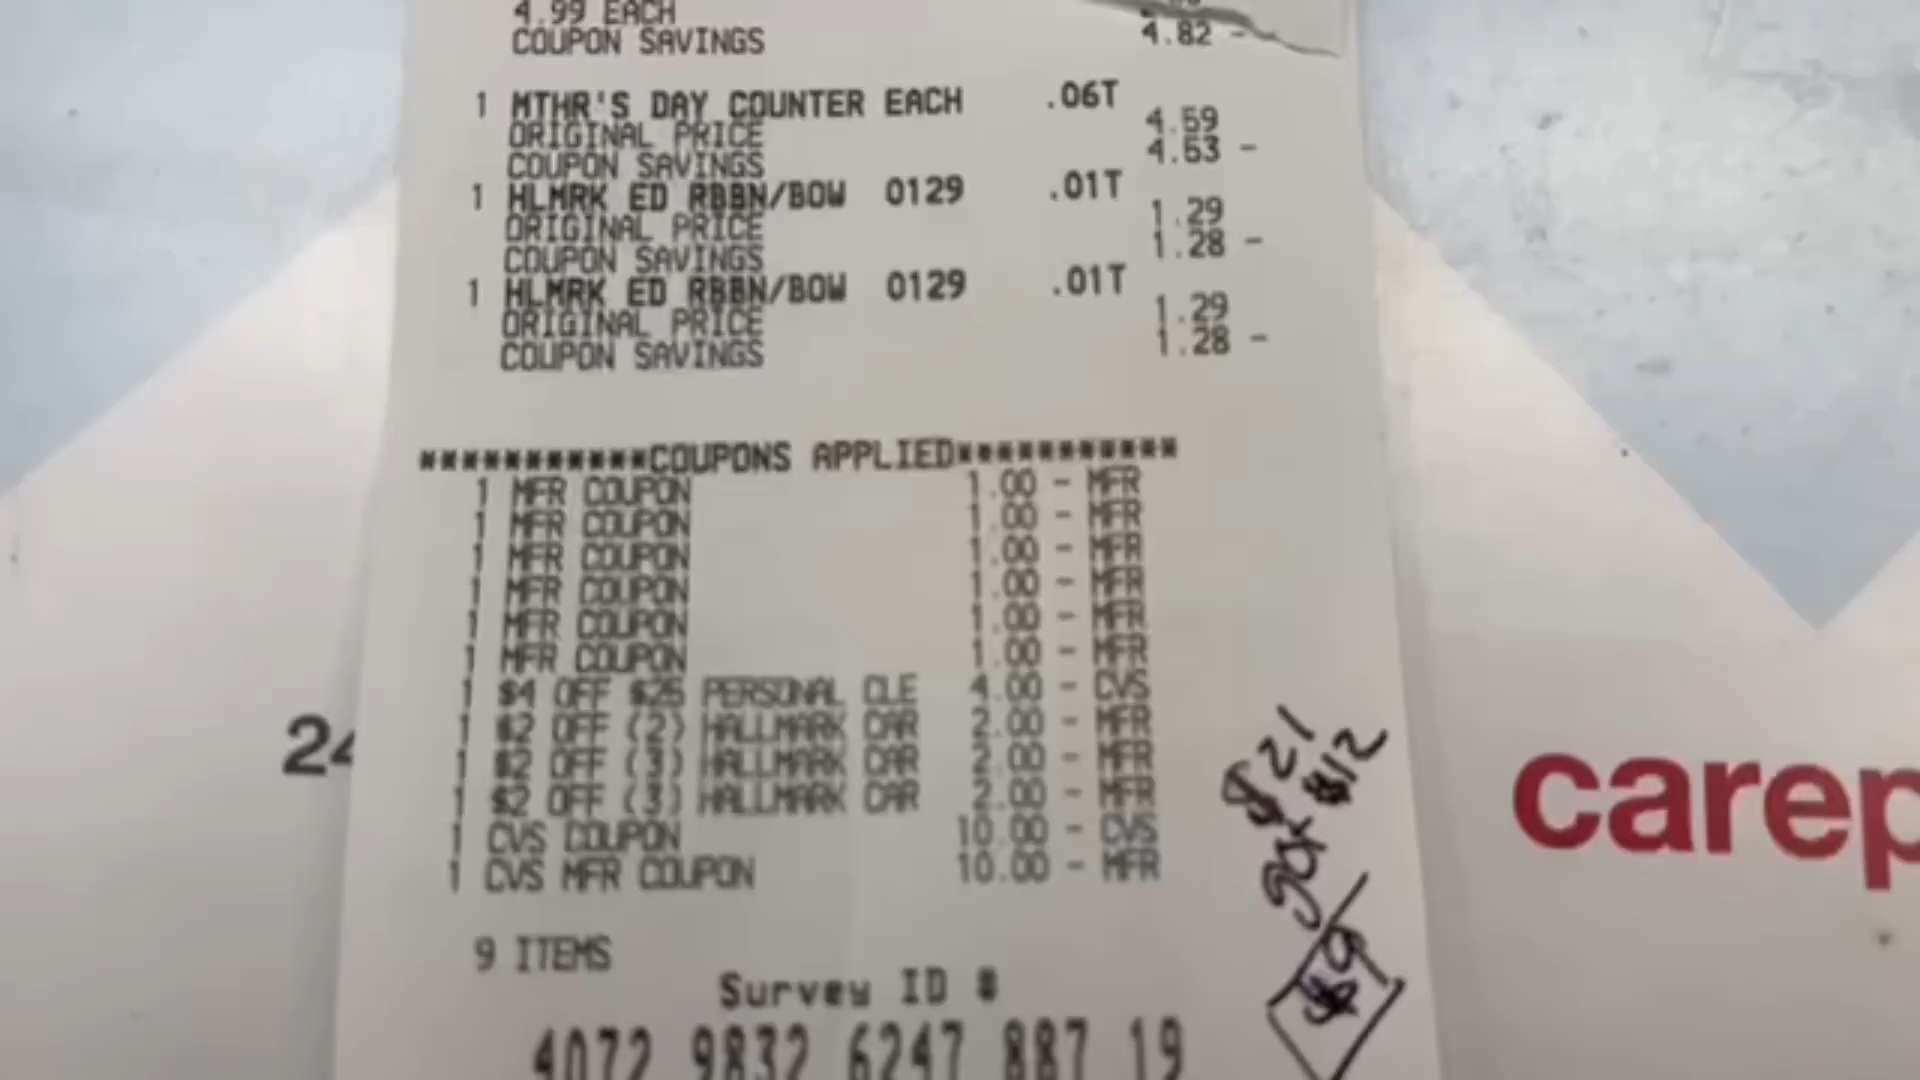 4.99 EACH
COUPON SAVINGS 4.82 -
1 MTHR'S DAY COUNTER EACH .06T
ORIGINAL PRICE 4.59
COUPON SAVINGS 4.53 -
1 HLMRK ED RBBN/BOW 0129 .01T
ORIGINAL PRICE 1.29
COUPON SAVINGS 1.28 -
1 HLMRK ED RBBN/BOW 0129 .01T
ORIGINAL PRICE 1.29
COUPON SAVINGS 1.28 -
***********COUPONS APPLIED***********
1 MFR COUPON 1.00 - MFR
1 MFR COUPON 1.00 - MFR
1 MFR COUPON 1.00 - MFR
1 MFR COUPON 1.00 - MFR
1 MFR COUPON 1.00 - MFR
1 MFR COUPON 1.00 - MFR
1 $4 OFF $25 PERSONAL CLE 4.00 - CVS
1 $2 OFF (2) HALLMARK CAR 2.00 - MFR
1 $2 OFF (3) HALLMARK CAR 2.00 - MFR
1 $2 OFF (3) HALLMARK CAR 2.00 - MFR
1 CVS COUPON 10.00 - CVS
1 CVS MFR COUPON 10.00 - MFR
9 ITEMS
Survey ID #
4072 9832 6247 887 19
$21
got $12
$9
24
carep